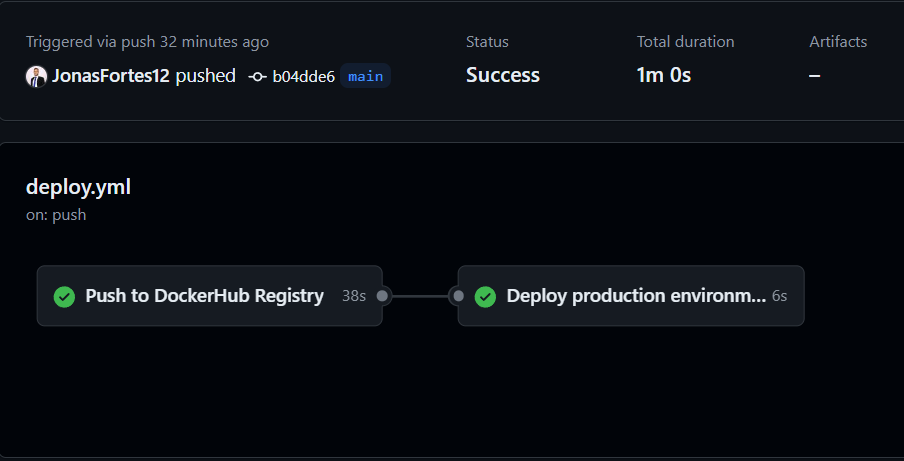 Triggered via push 32 minutes ago
JonasFortes12 pushed b04dde6 main
Status
Success
Total duration
1m 0s
Artifacts
–
deploy.yml
on: push
Push to DockerHub Registry 38s
Deploy production environm... 6s